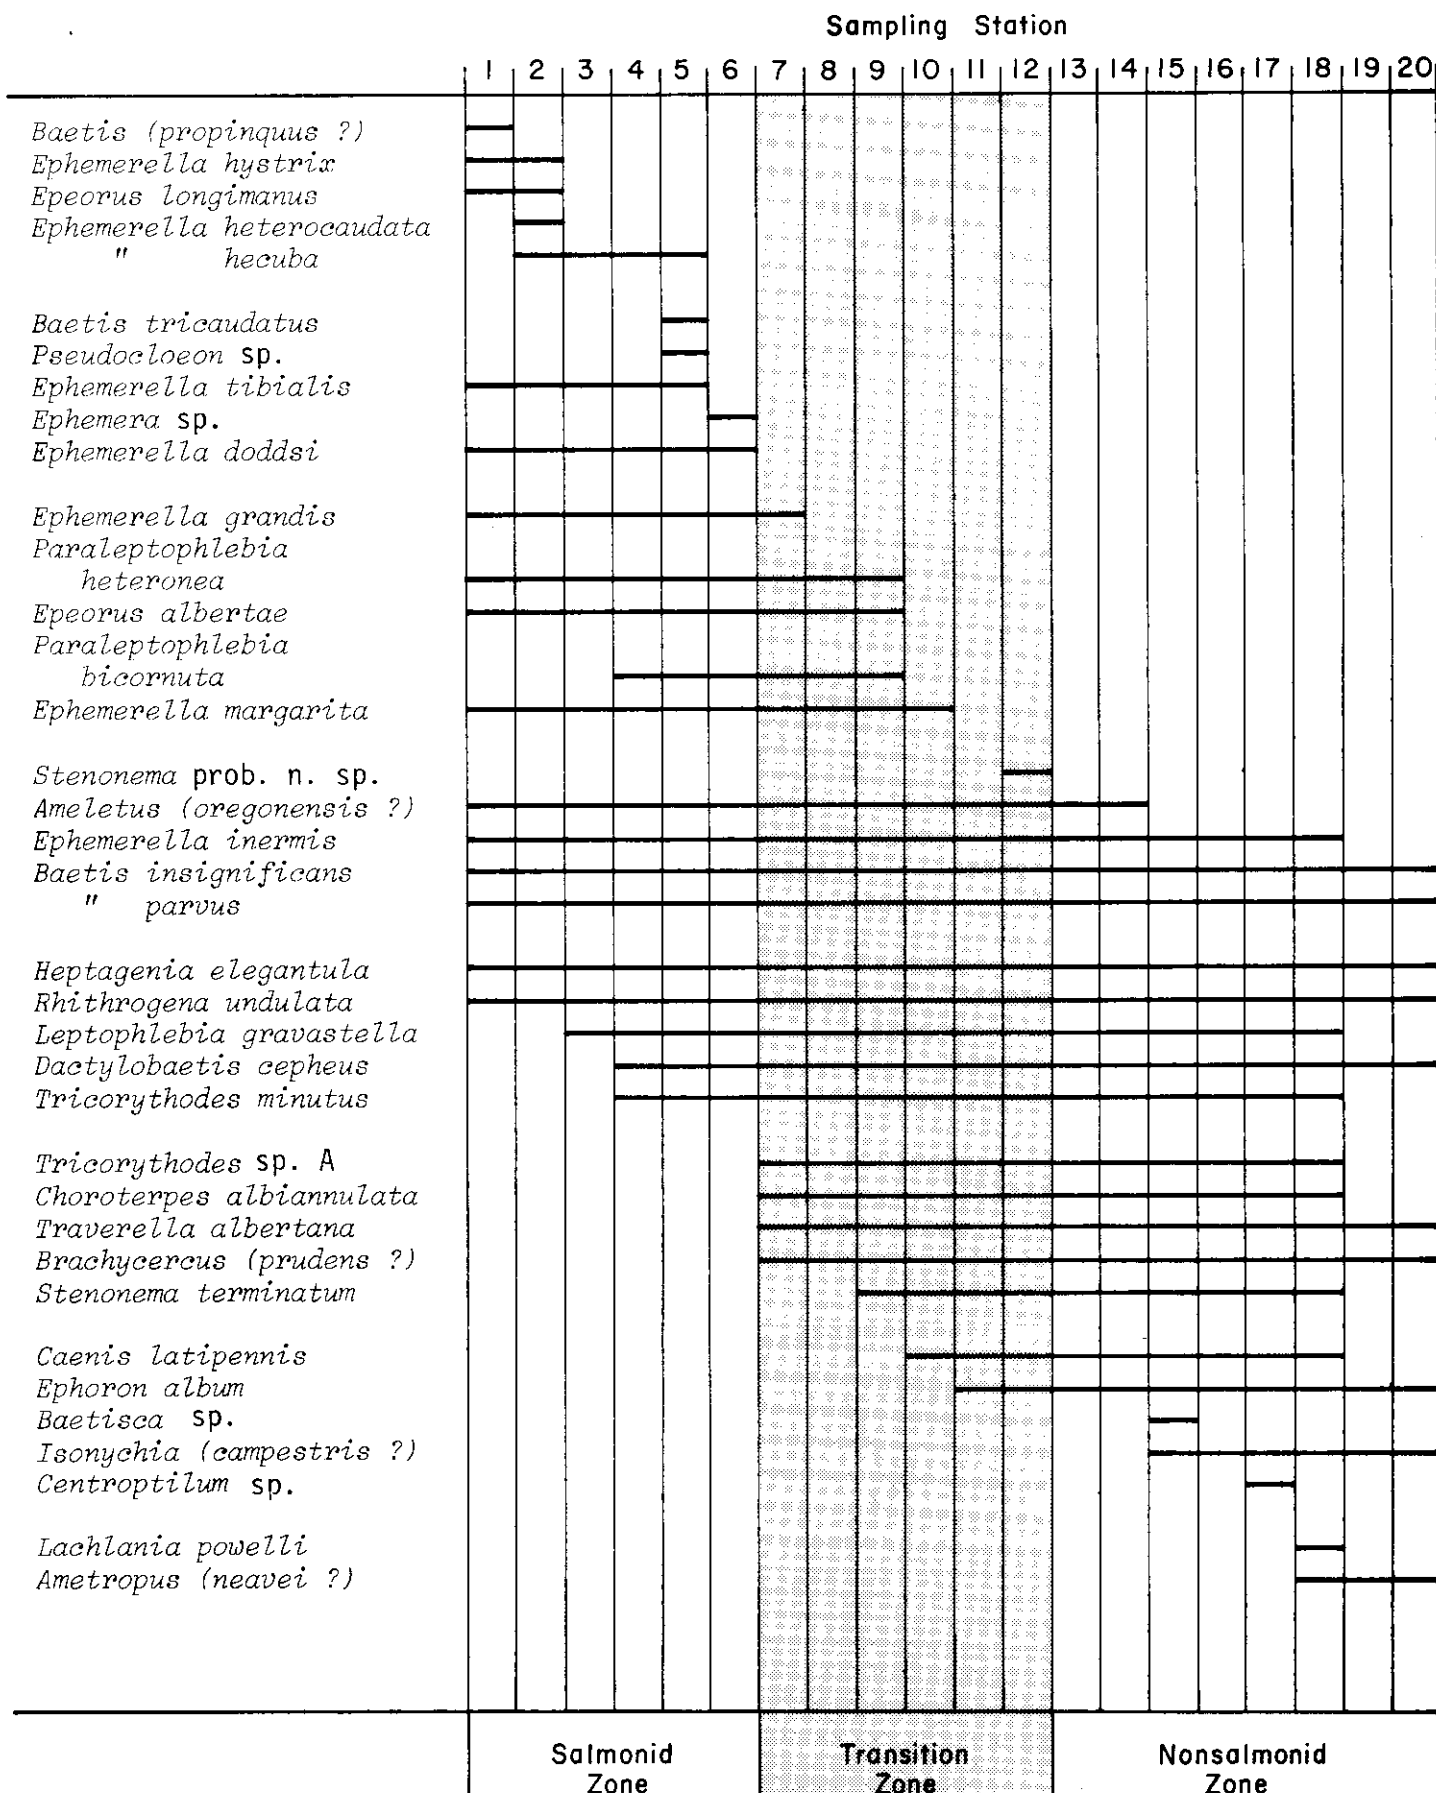 Sampling Station
1 2 3 4 5 6 7 8 9 10 11 12 13 14 15 16 17 18 19 20
Baetis (propinquus ?)
Ephemerella hystrix
Epeorus longimanus
Ephemerella heterocaudata
" hecuba
Baetis tricaudatus
Pseudocloeon sp.
Ephemerella tibialis
Ephemera sp.
Ephemerella doddsi
Ephemerella grandis
Paraleptophlebia
heteronea
Epeorus albertae
Paraleptophlebia
bicornuta
Ephemerella margarita
Stenonema prob. n. sp.
Ameletus (oregonensis ?)
Ephemerella inermis
Baetis insignificans
" parvus
Heptagenia elegantula
Rhithrogena undulata
Leptophlebia gravastella
Dactylobaetis cepheus
Tricorythodes minutus
Tricorythodes sp. A
Choroterpes albiannulata
Traverella albertana
Brachycercus (prudens ?)
Stenonema terminatum
Caenis latipennis
Ephoron album
Baetisca sp.
Isonychia (campestris ?)
Centroptilum sp.
Lachlania powelli
Ametropus (neavei ?)
Salmonid Transition Nonsalmonid
Zone Zone Zone